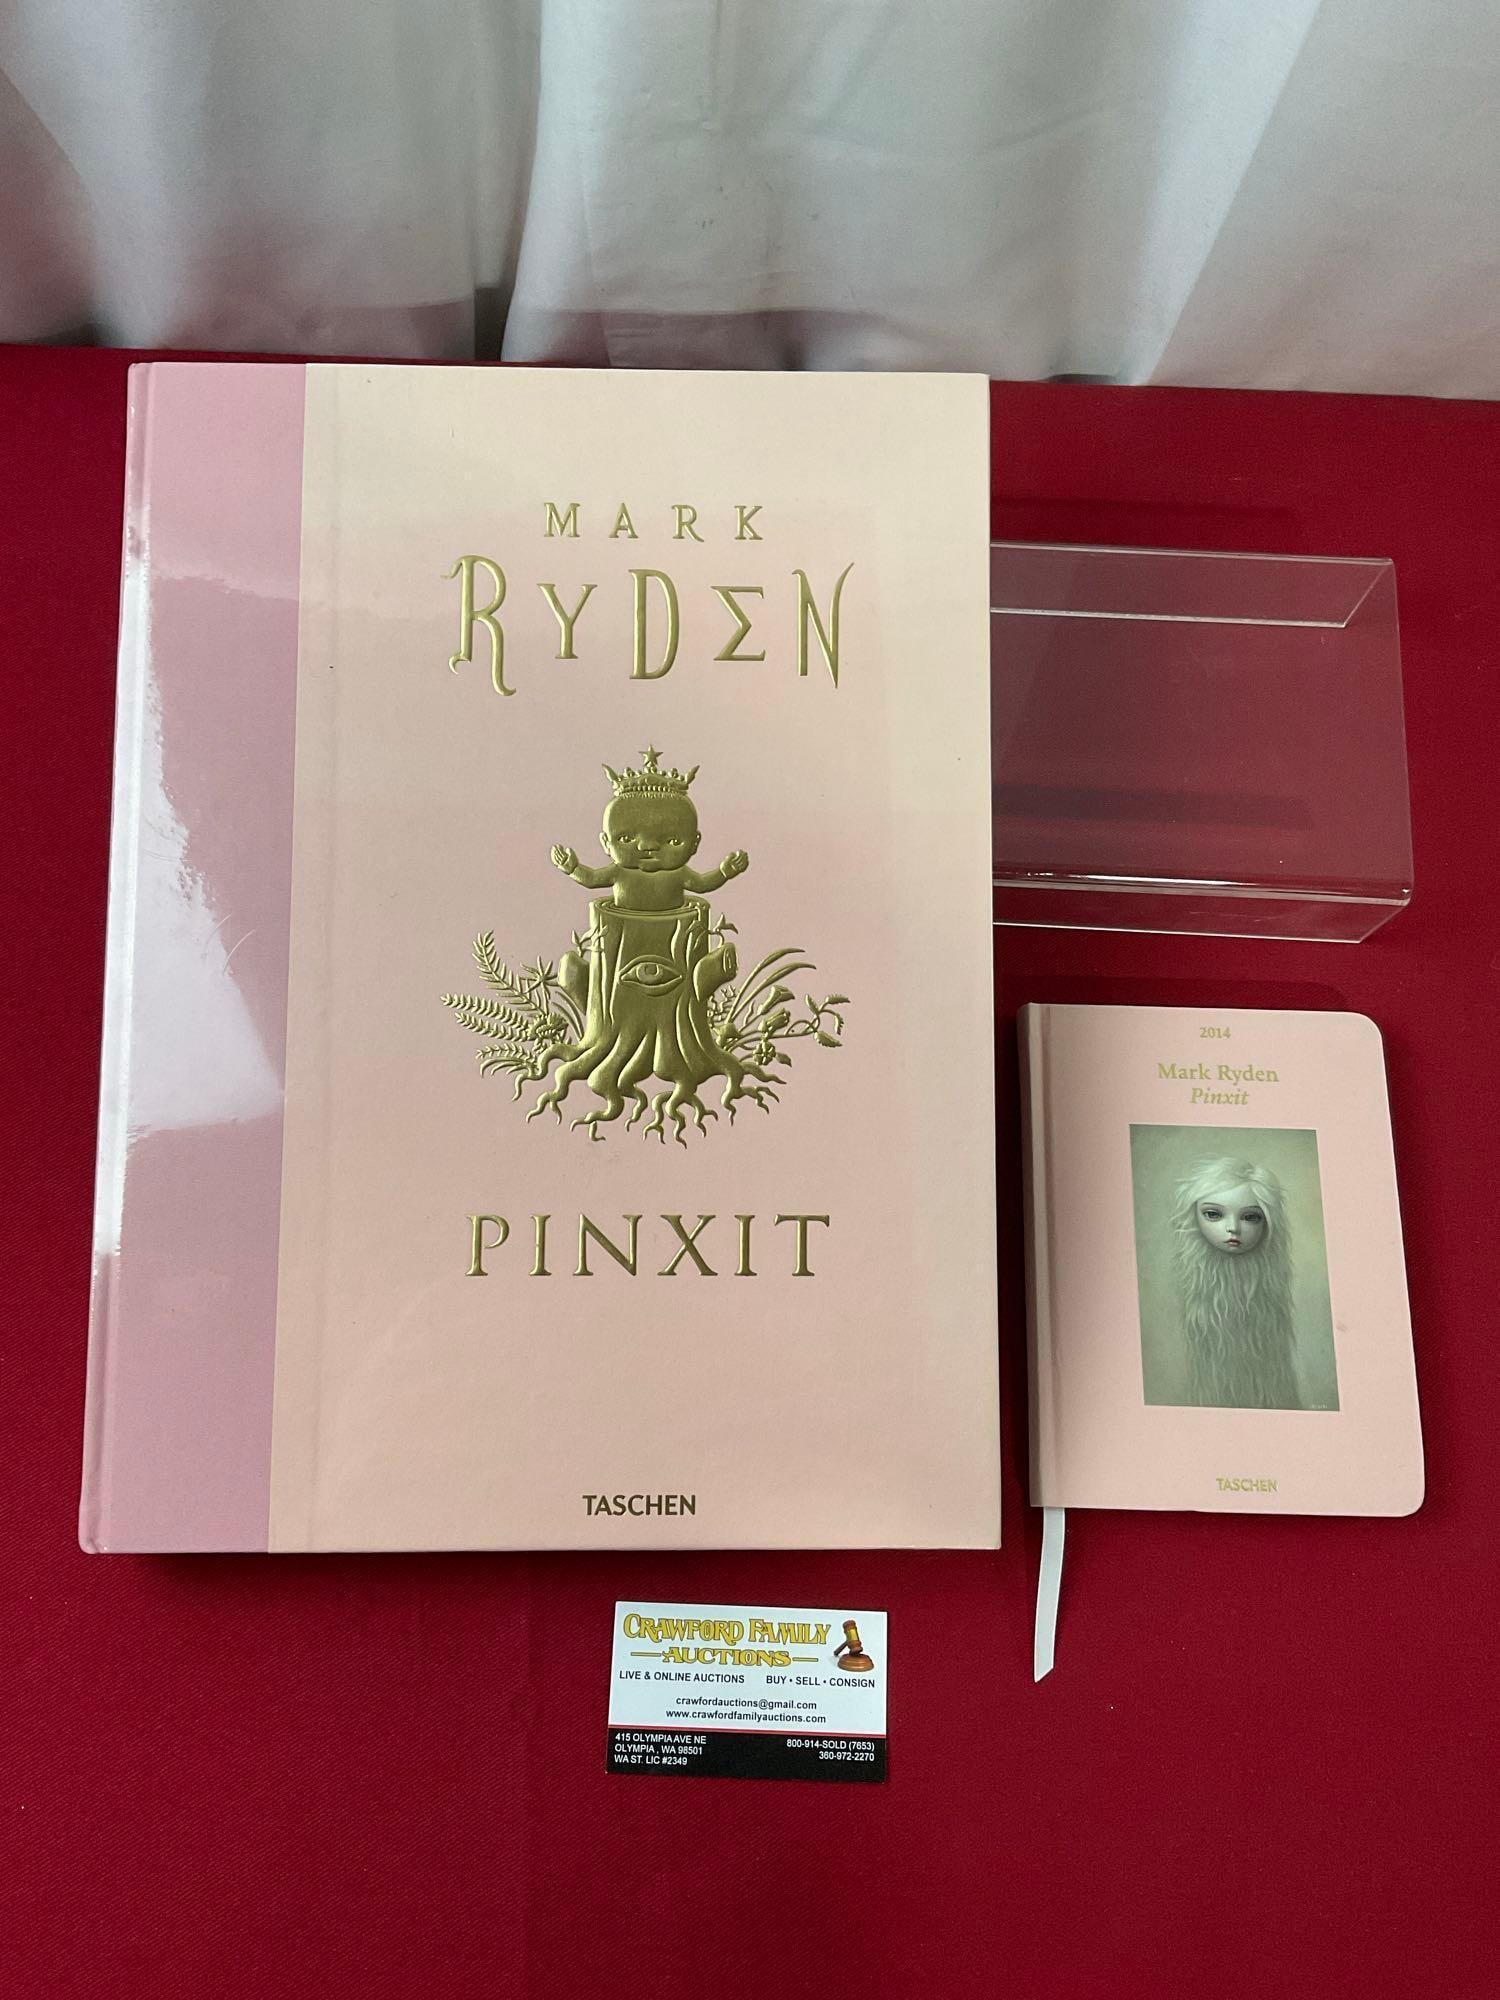 MARK
RYDΣN
PINXIT
TASCHEN
2014
Mark Ryden
Pinxit
TASCHEN
CRAWFORD FAMILY
AUCTIONS
LIVE & ONLINE AUCTIONS BUY • SELL • CONSIGN
crawfordauctions@gmail.com
www.crawfordfamilyauctions.com
415 OLYMPIA AVE NE
OLYMPIA, WA 98501
WA ST. LIC #2349
800-914-SOLD (7653)
360-972-2270